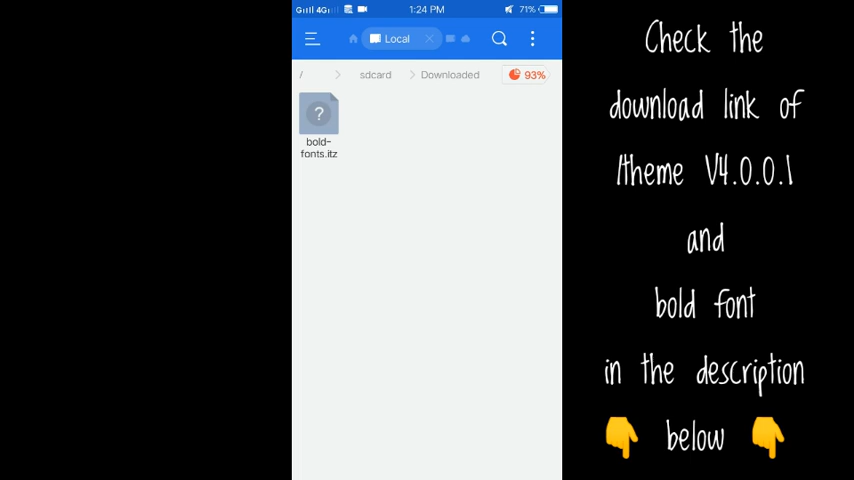 4G
1:24 PM
71%
Local
/
sdcard
Downloaded
93%
?
bold-
fonts.itz
Check the
download link of
Itheme V4.0.0.1
and
bold font
in the description
👇 below 👇